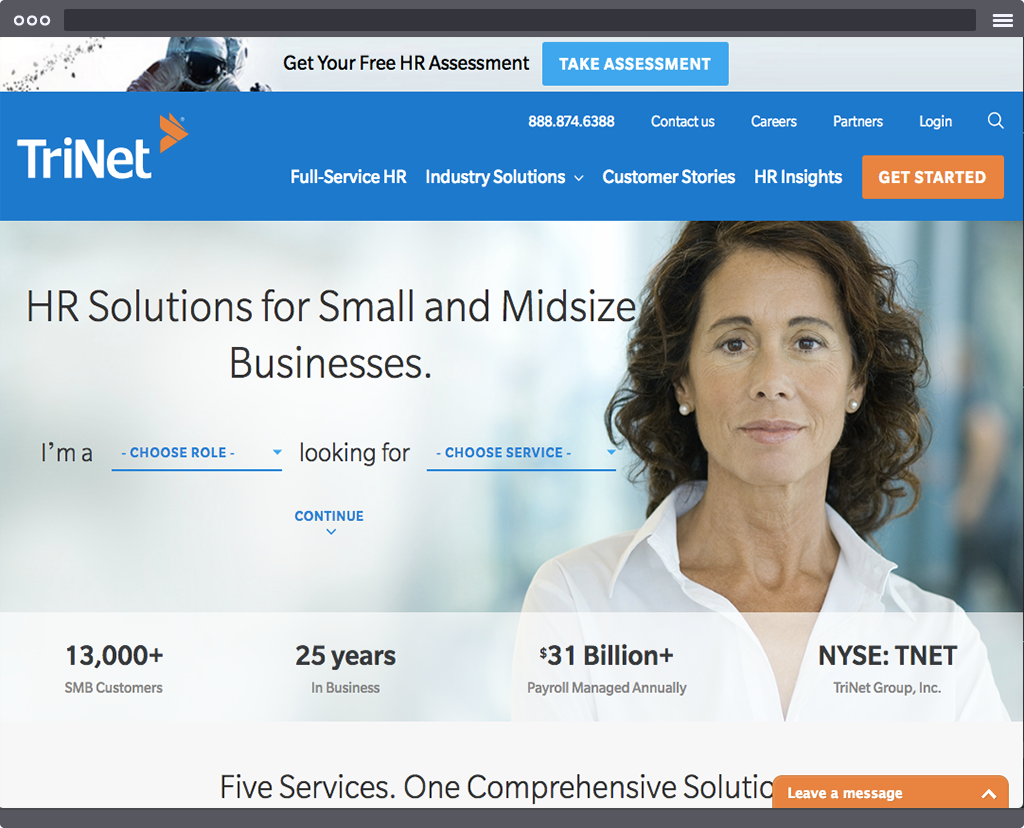 Get Your Free HR Assessment
TAKE ASSESSMENT
888.874.6388
Contact us
Careers
Partners
Login
TriNet
Full-Service HR
Industry Solutions
Customer Stories
HR Insights
GET STARTED
HR Solutions for Small and Midsize
Businesses.
I'm a - CHOOSE ROLE - looking for - CHOOSE SERVICE -
CONTINUE
13,000+
SMB Customers
25 years
In Business
$31 Billion+
Payroll Managed Annually
NYSE: TNET
TriNet Group, Inc.
Five Services. One Comprehensive Solutio
Leave a message